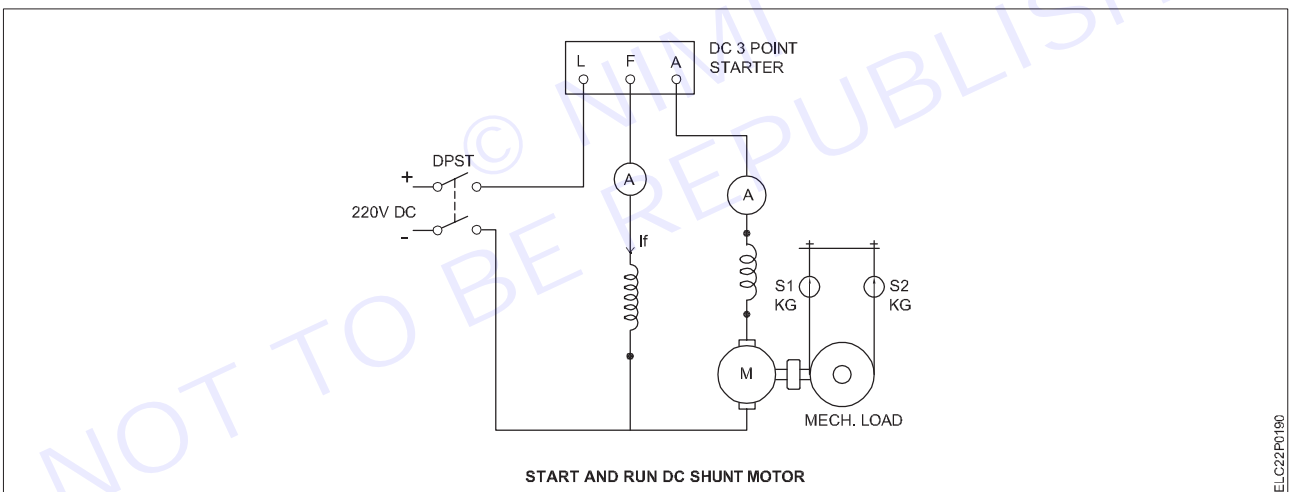 © NIMI
NOT TO BE REPUBLISH
DC 3 POINT
STARTER
L F A
DPST
+
220V DC
-
A
A
If
S1
KG
S2
KG
M
MECH. LOAD
START AND RUN DC SHUNT MOTOR
ELC22P0190